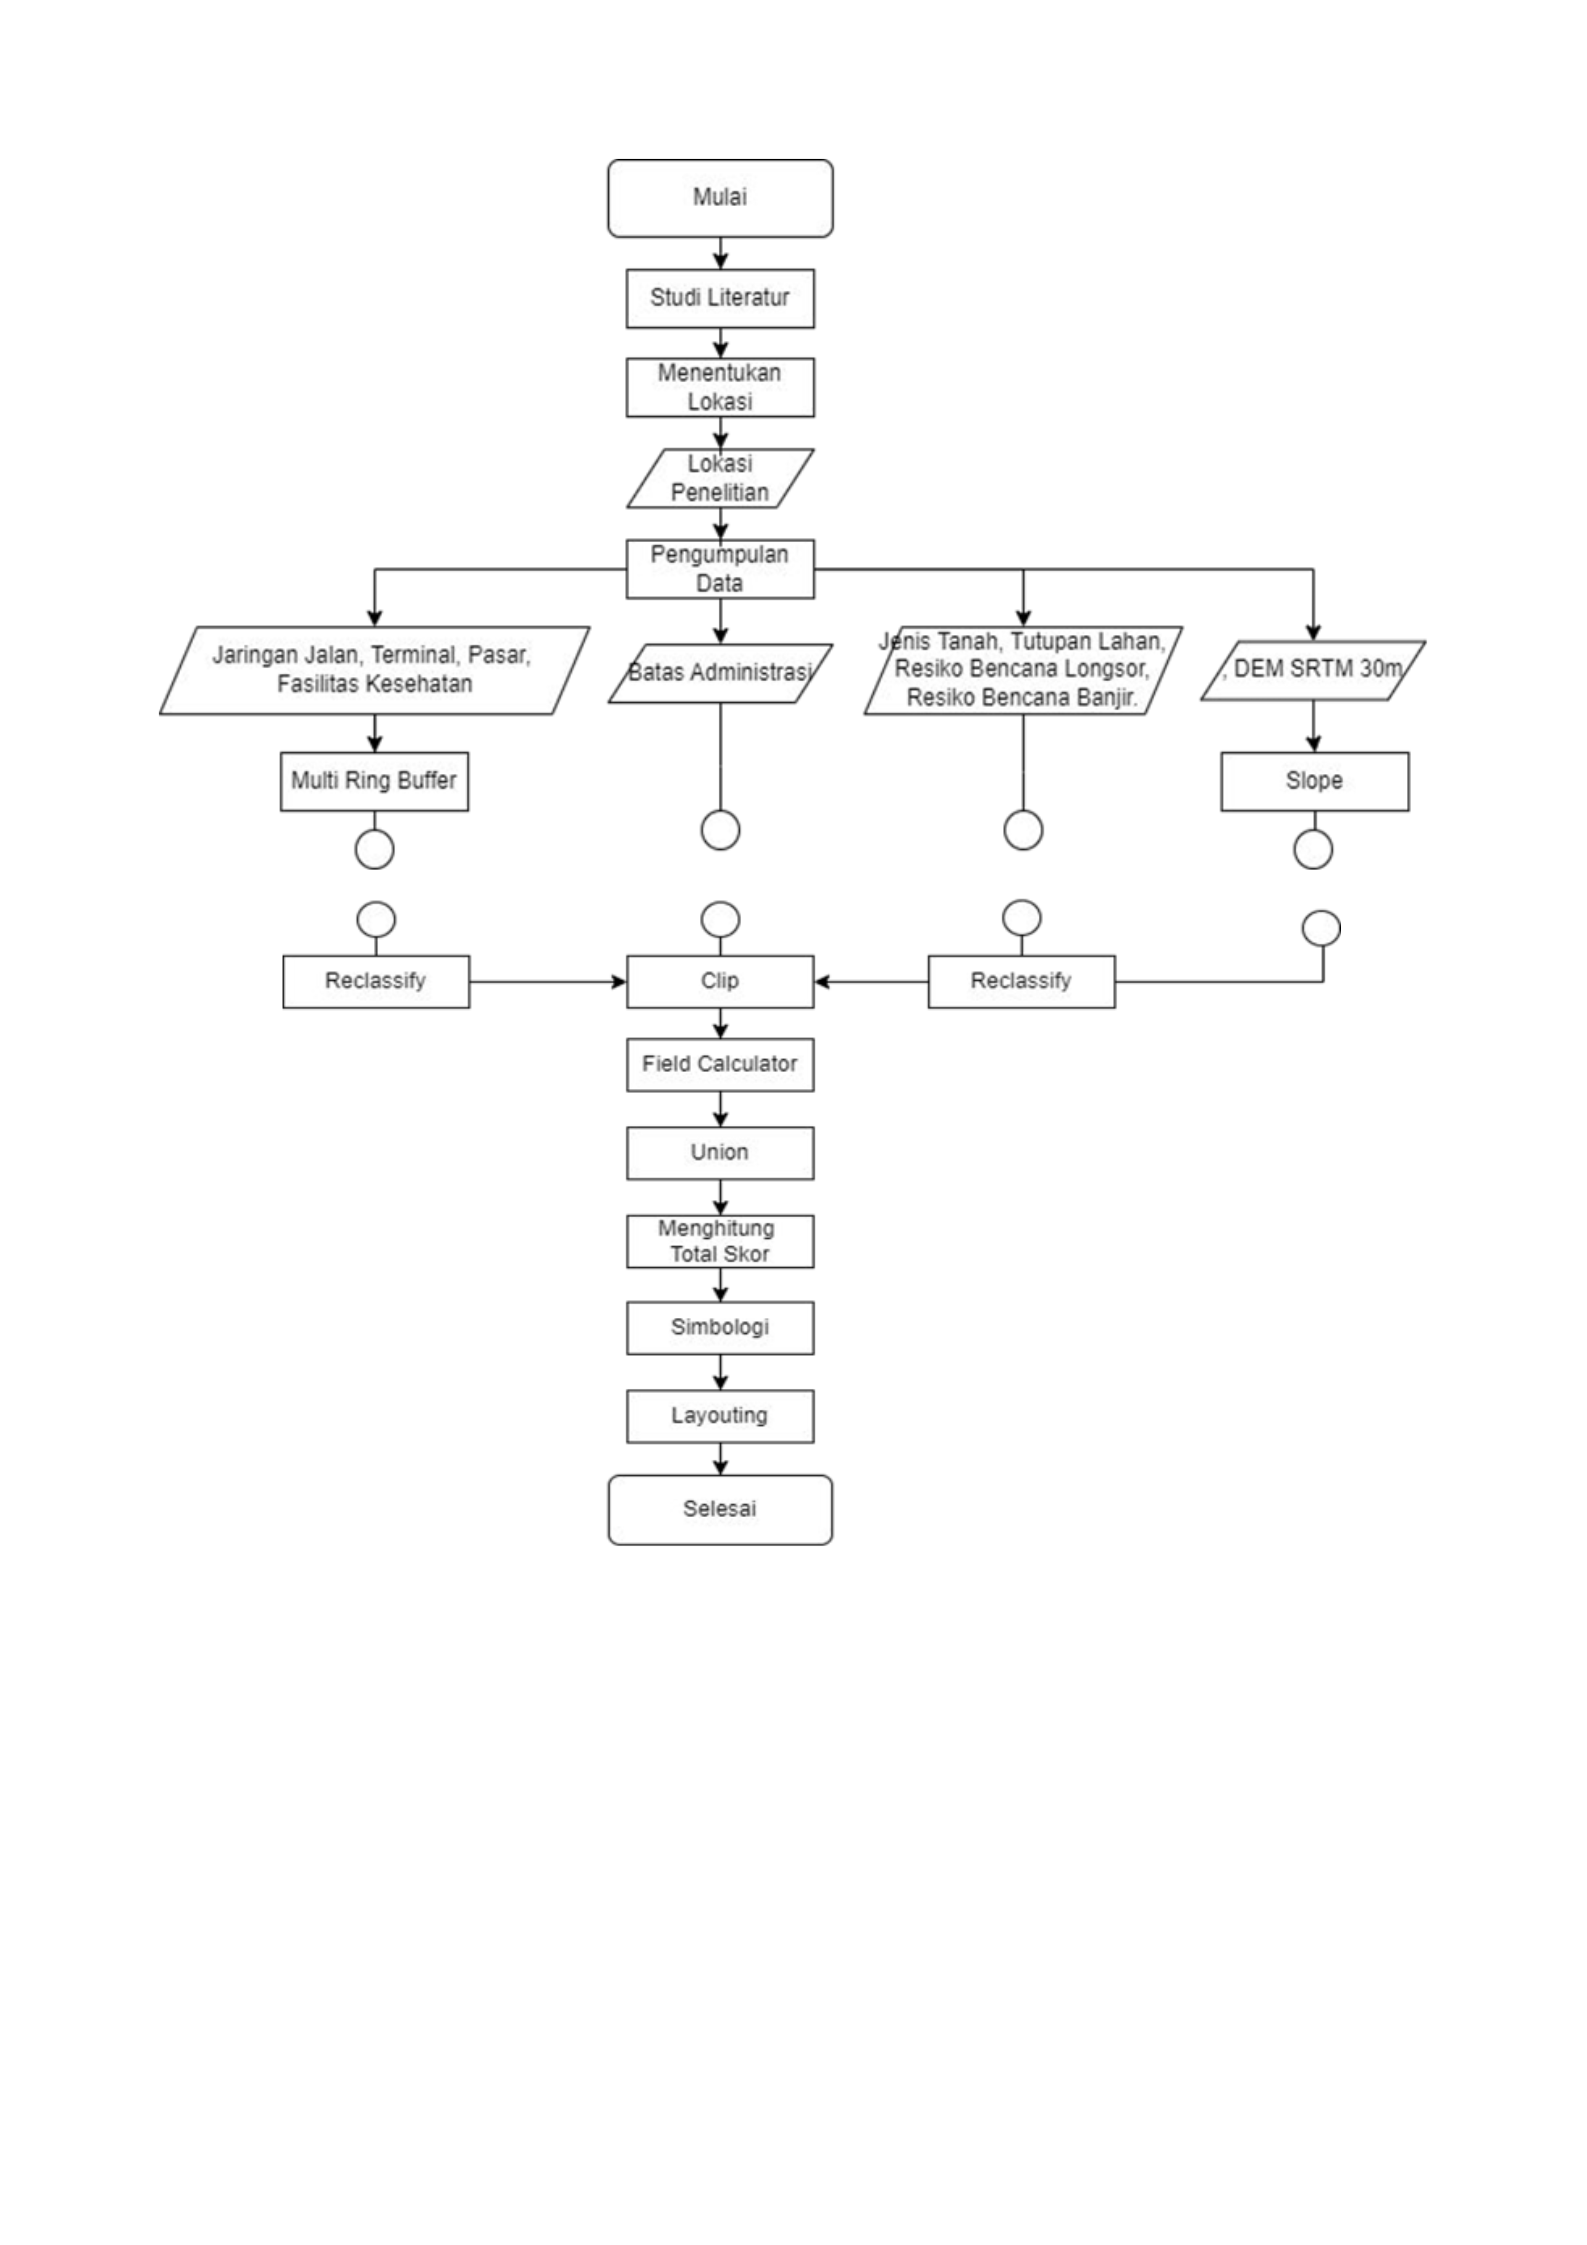 Mulai
Studi Literatur
Menentukan
Lokasi
Lokasi
Penelitian
Pengumpulan
Data
Jaringan Jalan, Terminal, Pasar,
Fasilitas Kesehatan
Batas Administrasi
Jenis Tanah, Tutupan Lahan,
Resiko Bencana Longsor,
Resiko Bencana Banjir.
, DEM SRTM 30m
Multi Ring Buffer
Slope
Reclassify
Clip
Reclassify
Field Calculator
Union
Menghitung
Total Skor
Simbologi
Layouting
Selesai